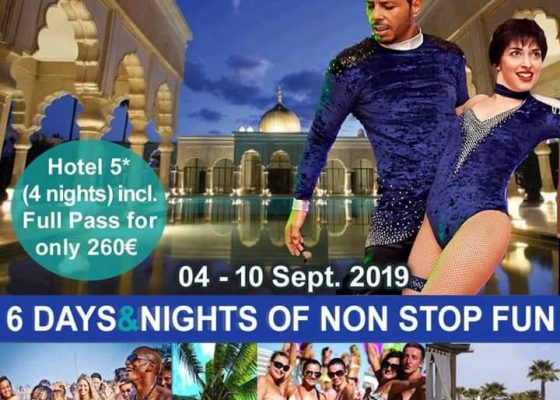 Hotel 5*
(4 nights) incl.
Full Pass for
only 260€
04 - 10 Sept. 2019
6 DAYS&NIGHTS OF NON STOP FUN